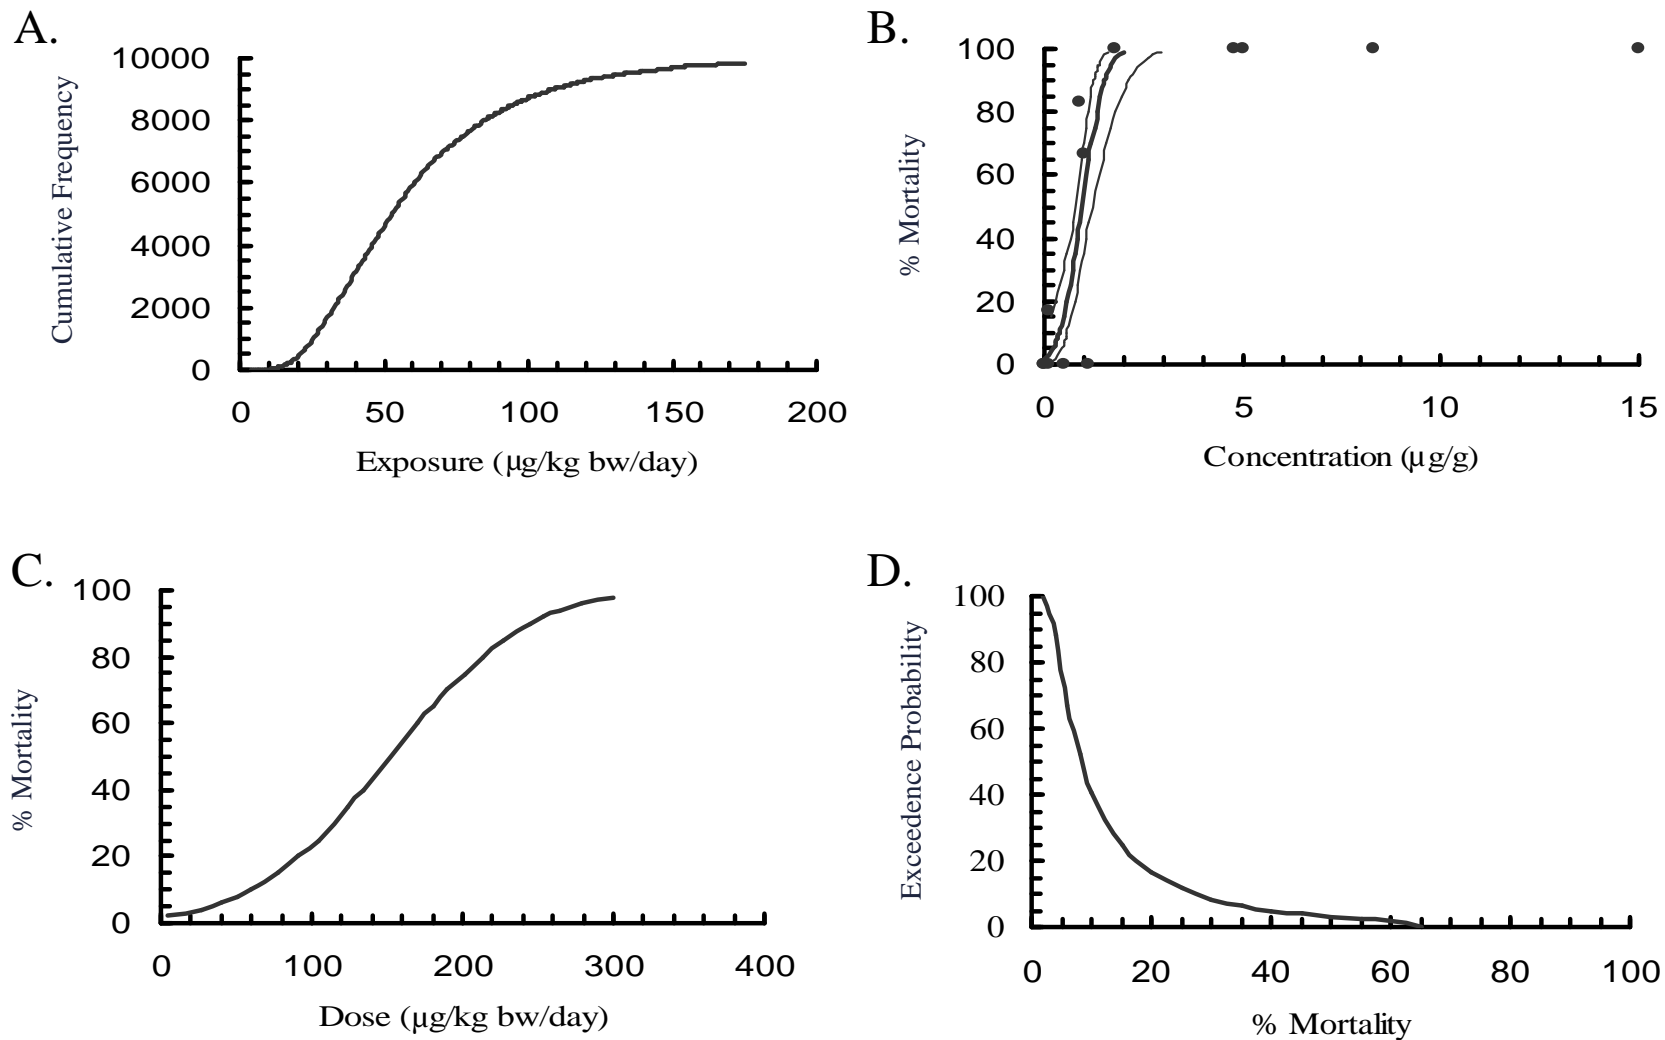 A.
10000
8000
6000
4000
2000
0
Cumulative Frequency
0 50 100 150 200
Exposure (µg/kg bw/day)
B.
100
80
60
40
20
0
% Mortality
0 5 10 15
Concentration (µg/g)
C.
100
80
60
40
20
0
% Mortality
0 100 200 300 400
Dose (µg/kg bw/day)
D.
100
80
60
40
20
0
Exceedence Probability
0 20 40 60 80 100
% Mortality